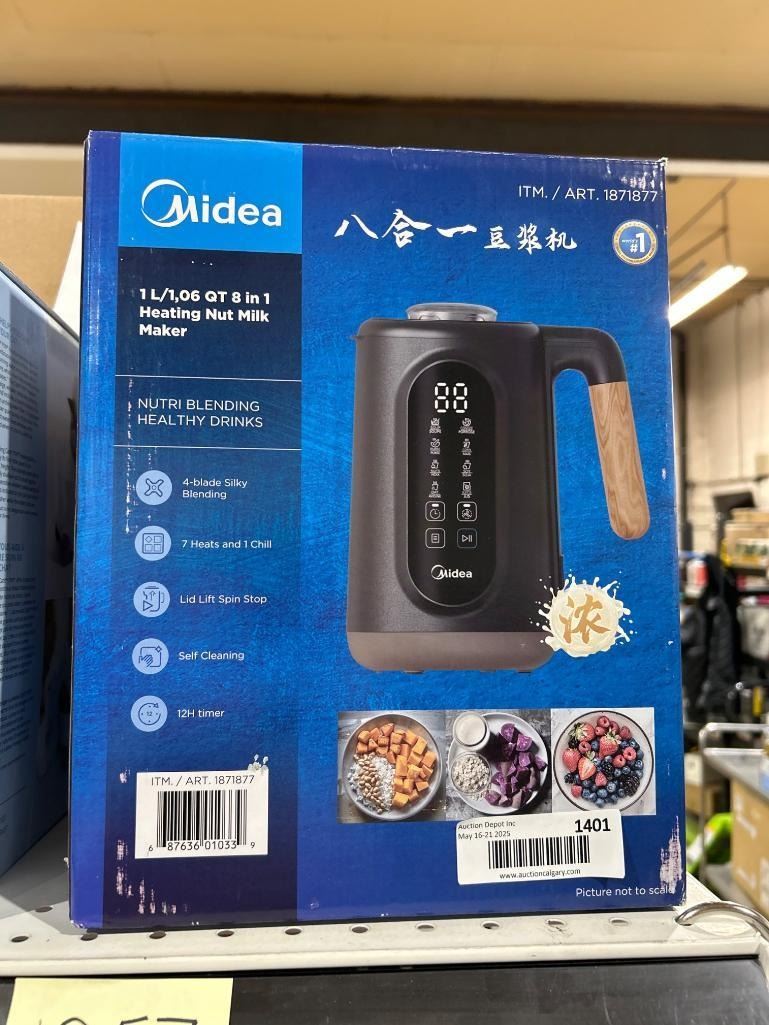 Midea
ITM. / ART. 1871877
八合一豆浆机
WORLD'S
#1
1 L/1,06 QT 8 in 1
Heating Nut Milk
Maker
NUTRI BLENDING
HEALTHY DRINKS
4-blade Silky
Blending
7 Heats and 1 Chill
Lid Lift Spin Stop
Self Cleaning
12
12H timer
88
Midea
浓
ITM. / ART. 1871877
6 87636 01033 9
Auction Depot Inc
May 16-21 2025
1401
www.auctioncalgary.com
Picture not to scale